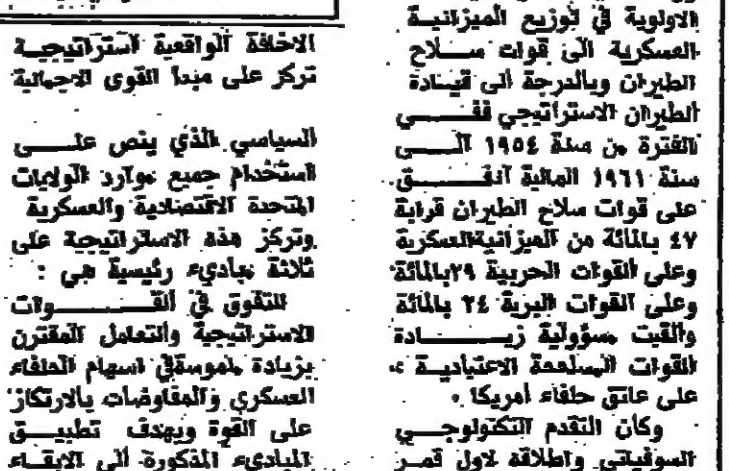 الاولوية في توزيع الميزانية
العسكرية الى قوات سلاح
الطيران وبالدرجة الى قيادة
الطيران الاستراتيجي ففي
الفترة من سنة ١٩٥٤ الى
سنة ١٩٦١ المالية انفق
على قوات سلاح الطيران قرابة
٤٧ بالمائة من الميزانية العسكرية
وعلى القوات الحربية ٢٩ بالمائة
وعلى القوات البرية ٢٤ بالمائة
والقيت مسؤولية زيادة
القوات المسلحة الاعتيادية
على عاتق حلفاء أمريكا .
وكان التقدم التكنولوجي
السوفياتي واطلاقه لاول قمر
الاخافة الواقعية استراتيجية
تركز على مبدأ القوى الاجمالية
السياسي الذي ينص على
استخدام جميع موارد الولايات
المتحدة الاقتصادية والعسكرية
وتركز هذه الاستراتيجية على
ثلاثة مباديء رئيسية هي :
التفوق في القوات
الاستراتيجية والتعامل المقترن
بزيادة ملموسة في اسهام الحلفاء
العسكري والمفاوضات بالارتكاز
على القوة ويهدف تطبيق
المباديء المذكورة الى الابقاء